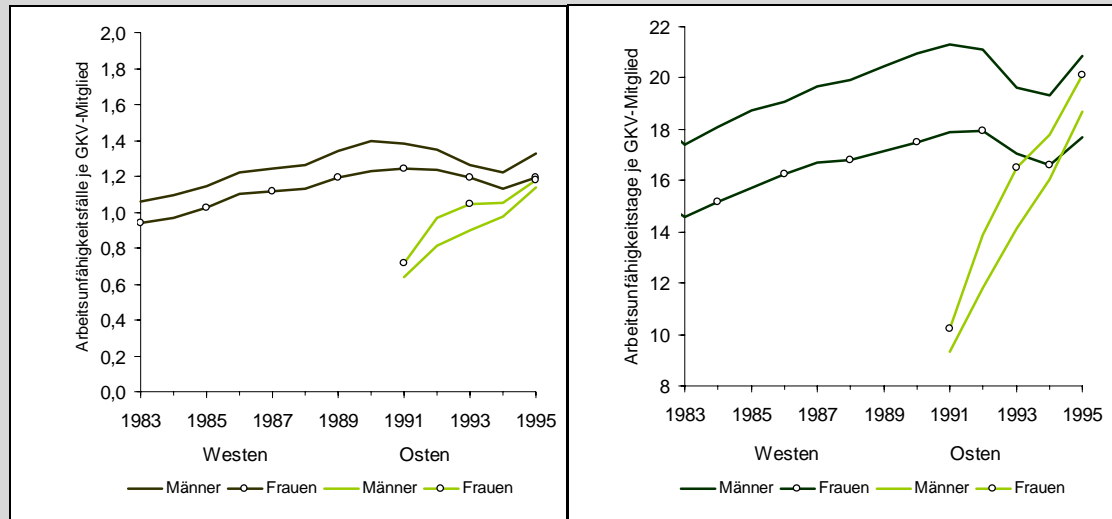 Arbeitsunfähigkeitsfälle je GKV-Mitglied
2,0
1,8
1,6
1,4
1,2
1,0
0,8
0,6
0,4
0,2
0,0
1983 1985 1987 1989 1991 1993 1995
Westen Osten
Männer Frauen Männer Frauen
Arbeitsunfähigkeitstage je GKV-Mitglied
22
20
18
16
14
12
10
8
1983 1985 1987 1989 1991 1993 1995
Westen Osten
Männer Frauen Männer Frauen